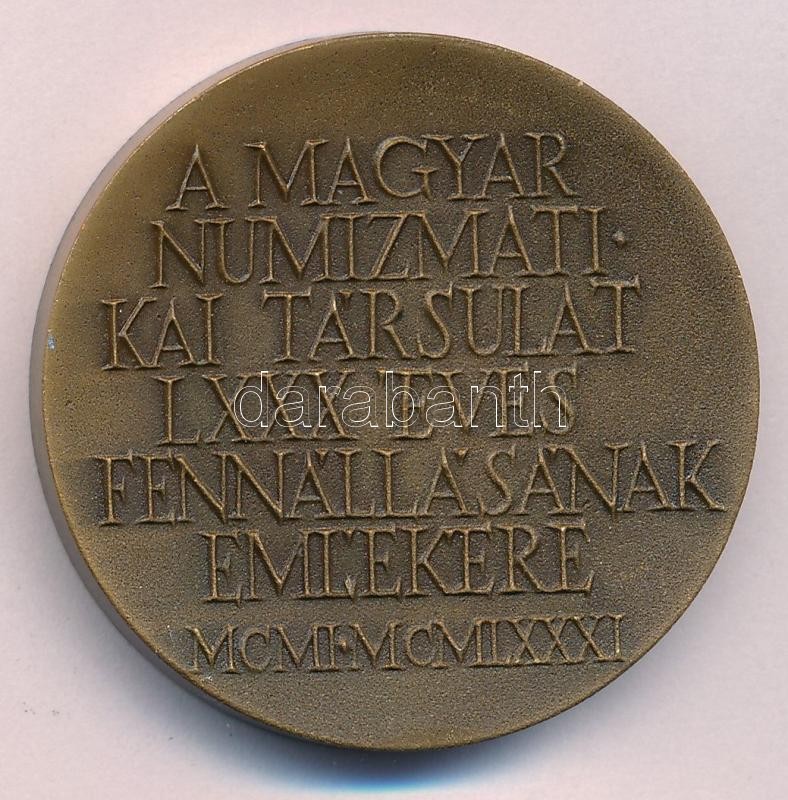 A MAGYAR
NUMIZMATI·
KAI TÁRSULAT
LXXX ÉVES
darabanth
FENNÁLLÁSÁNAK
EMLÉKÉRE
MCMI·MCMLXXXI